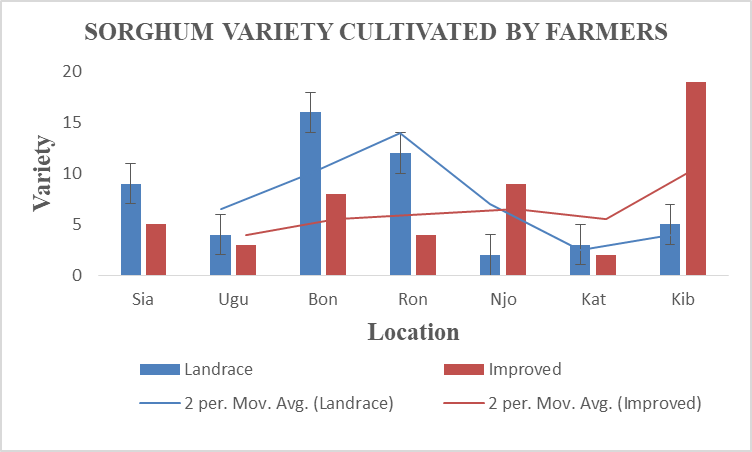 SORGHUM VARIETY CULTIVATED BY FARMERS
20
15
10
5
0
Variety
Sia Ugu Bon Ron Njo Kat Kib
Location
Landrace Improved
2 per. Mov. Avg. (Landrace) 2 per. Mov. Avg. (Improved)